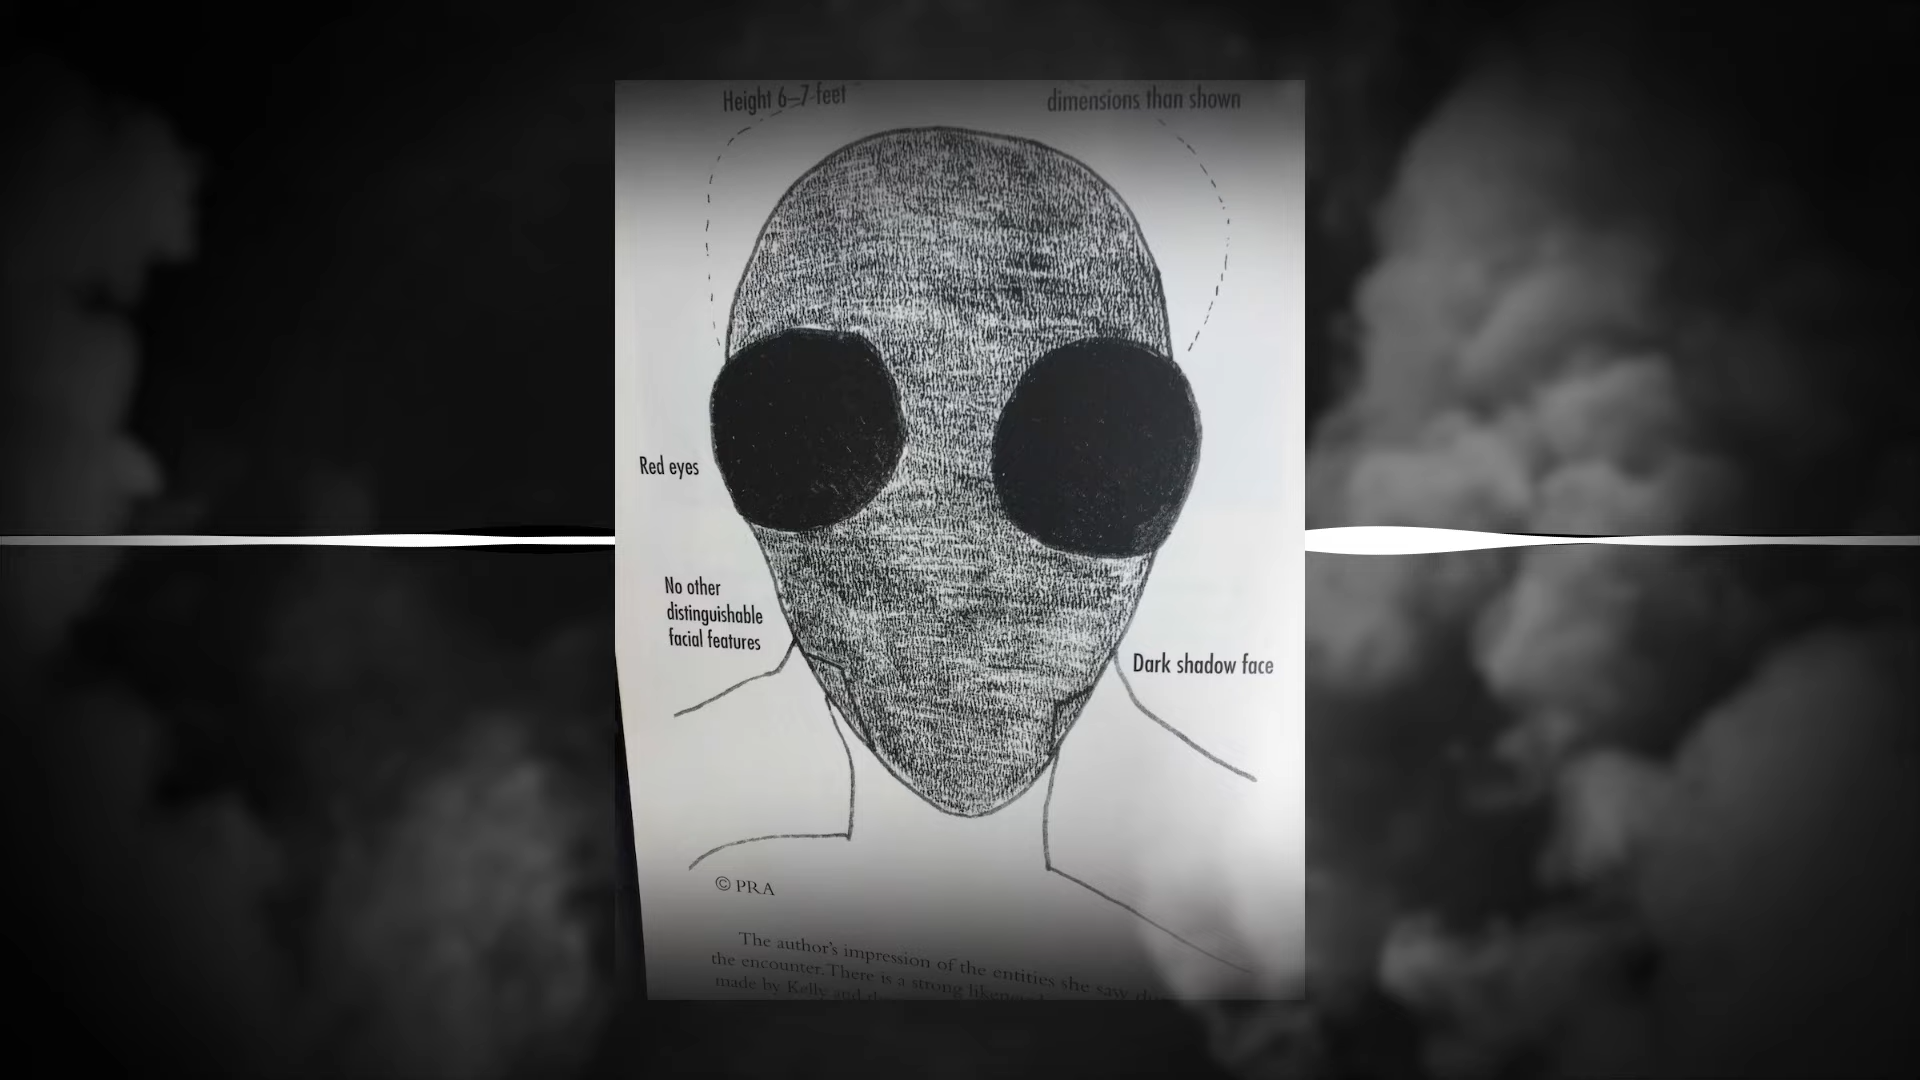 Height 6–7 feet
dimensions than shown
Red eyes
No other
distinguishable
facial features
Dark shadow face
© PRA
The author's impression of the entities she saw
the encounter. There is a strong likeness
made by Kelly and